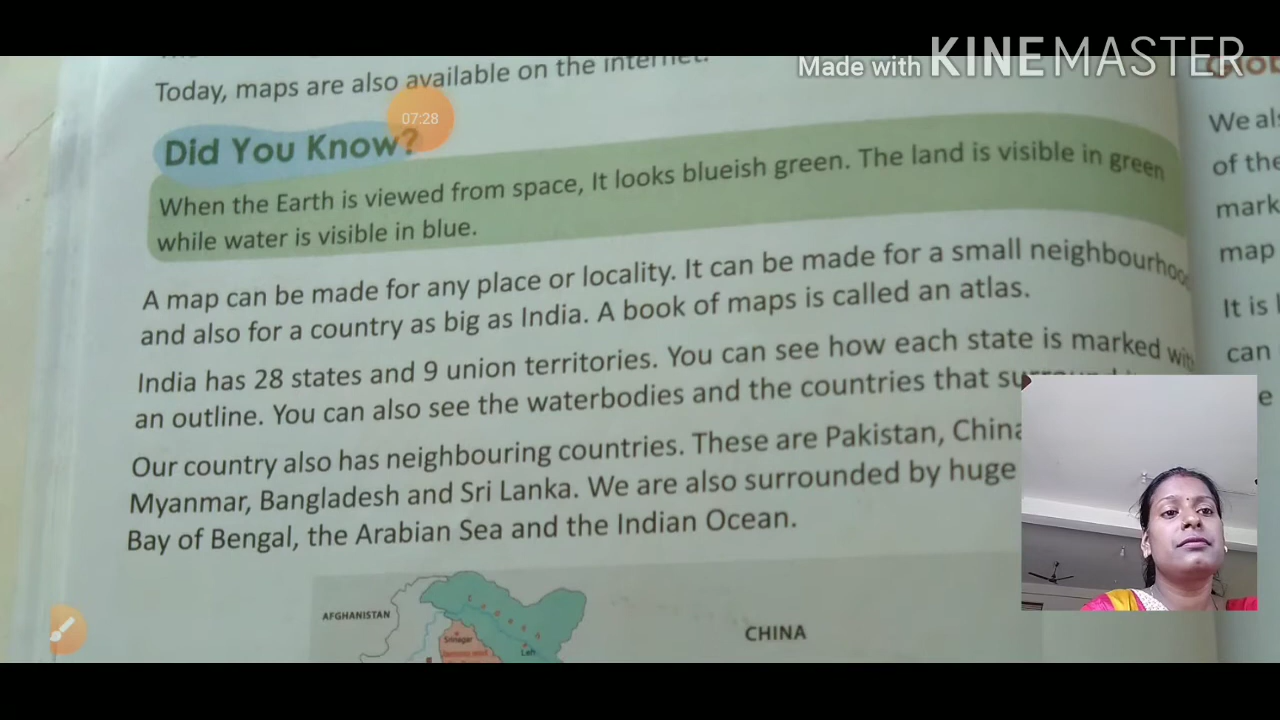 Made with KINEMASTER
Today, maps are also available on the internet.
07:28
Did You Know?
When the Earth is viewed from space, It looks blueish green. The land is visible in green
while water is visible in blue.
A map can be made for any place or locality. It can be made for a small neighbourhood
and also for a country as big as India. A book of maps is called an atlas.
India has 28 states and 9 union territories. You can see how each state is marked with
an outline. You can also see the waterbodies and the countries that surround
Our country also has neighbouring countries. These are Pakistan, China
Myanmar, Bangladesh and Sri Lanka. We are also surrounded by huge
Bay of Bengal, the Arabian Sea and the Indian Ocean.
AFGHANISTAN
CHINA
Srinagar
Leh
We
of the
mark
map
It is
can